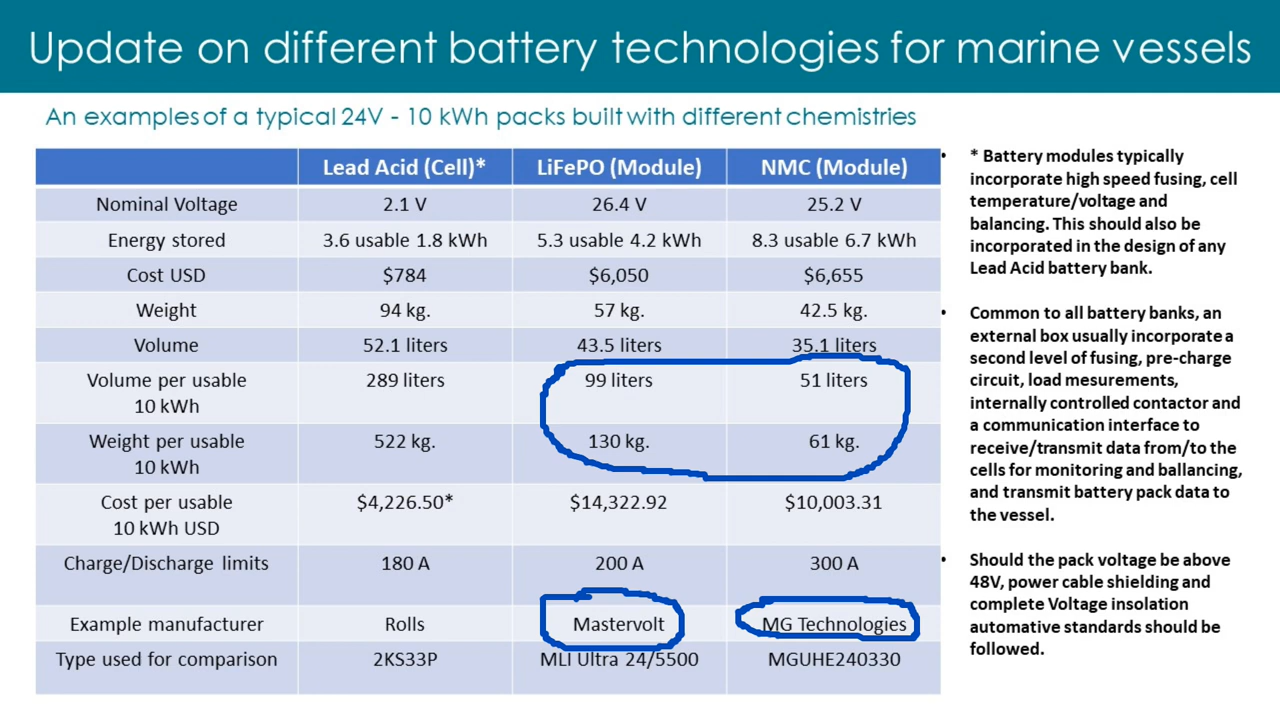 Update on different battery technologies for marine vessels
An examples of a typical 24V - 10 kWh packs built with different chemistries
Lead Acid (Cell)* LiFePO (Module) NMC (Module)
Nominal Voltage 2.1 V 26.4 V 25.2 V
Energy stored 3.6 usable 1.8 kWh 5.3 usable 4.2 kWh 8.3 usable 6.7 kWh
Cost USD $784 $6,050 $6,655
Weight 94 kg. 57 kg. 42.5 kg.
Volume 52.1 liters 43.5 liters 35.1 liters
Volume per usable 289 liters 99 liters 51 liters
10 kWh
Weight per usable 522 kg. 130 kg. 61 kg.
10 kWh
Cost per usable $4,226.50* $14,322.92 $10,003.31
10 kWh USD
Charge/Discharge limits 180 A 200 A 300 A
Example manufacturer Rolls Mastervolt MG Technologies
Type used for comparison 2KS33P MLI Ultra 24/5500 MGUHE240330
• * Battery modules typically
incorporate high speed fusing, cell
temperature/voltage and
balancing. This should also be
incorporated in the design of any
Lead Acid battery bank.
• Common to all battery banks, an
external box usually incorporate a
second level of fusing, pre-charge
circuit, load mesurements,
internally controlled contactor and
a communication interface to
receive/transmit data from/to the
cells for monitoring and ballancing,
and transmit battery pack data to
the vessel.
• Should the pack voltage be above
48V, power cable shielding and
complete Voltage insolation
automative standards should be
followed.